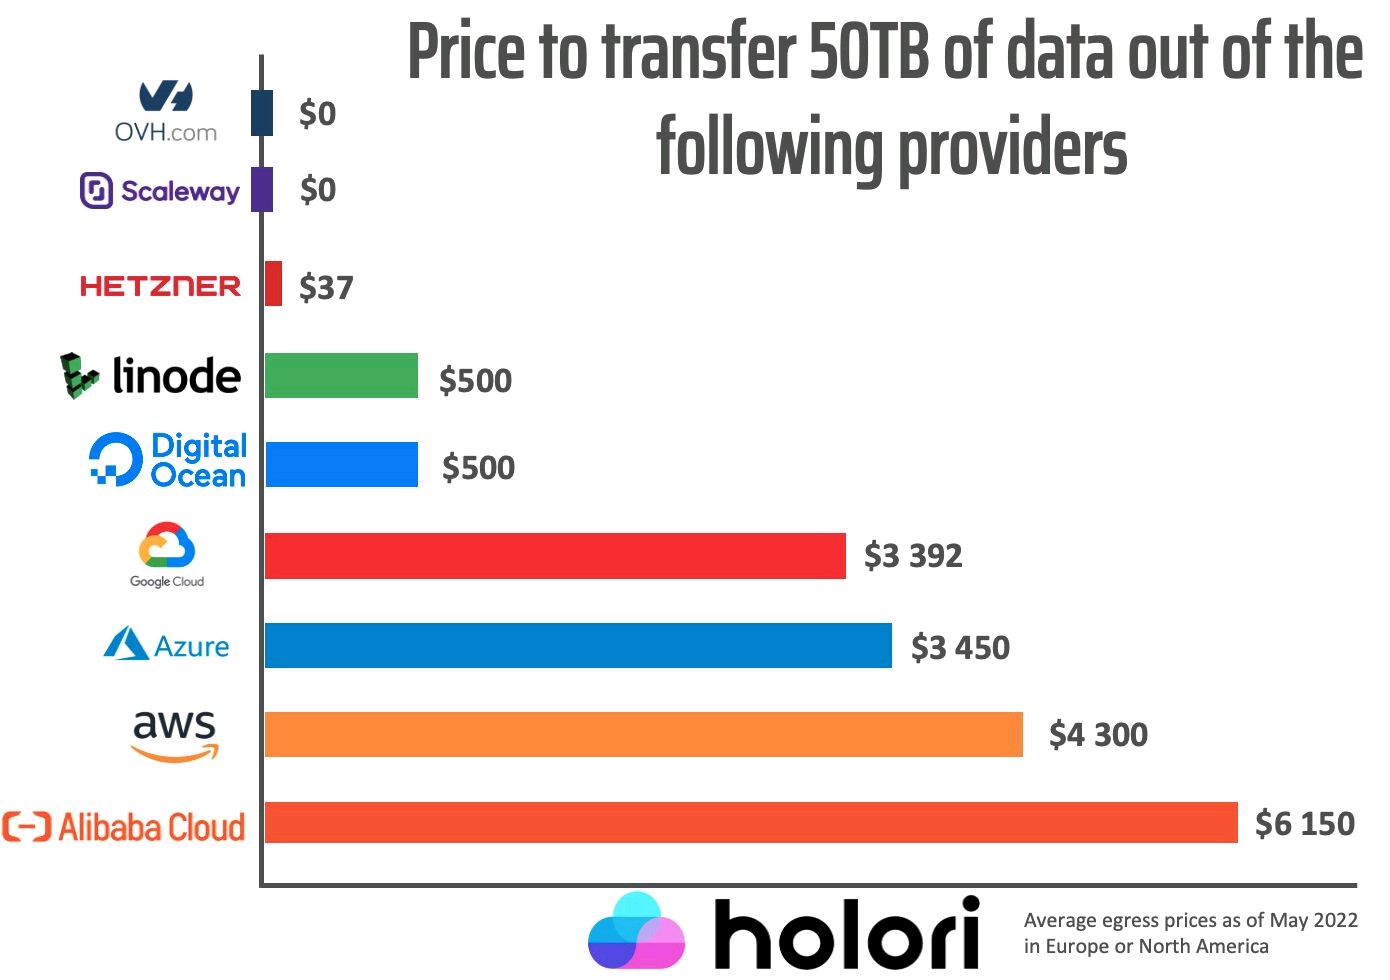 Price to transfer 50TB of data out of the
following providers
OVH.com
$0
Scaleway
$0
HETZNER
$37
linode
$500
Digital
Ocean
$500
Google Cloud
$3 392
Azure
$3 450
aws
$4 300
Alibaba Cloud
$6 150
holori
Average egress prices as of May 2022
in Europe or North America